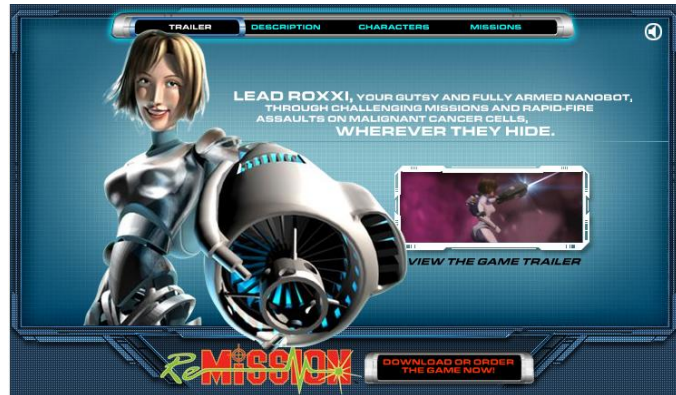 TRAILER
DESCRIPTION
CHARACTERS
MISSIONS
LEAD ROXXI, YOUR GUTSY AND FULLY ARMED NANOBOT,
THROUGH CHALLENGING MISSIONS AND RAPID-FIRE
ASSAULTS ON MALIGNANT CANCER CELLS,
WHEREVER THEY HIDE.
VIEW THE GAME TRAILER
Re-MISSION
DOWNLOAD OR ORDER
THE GAME NOW!